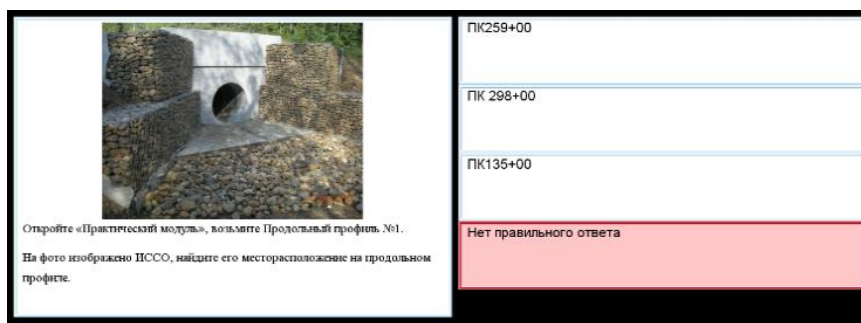 Откройте «Практический модуль», возьмите Продольный профиль №1.
На фото изображено ИССО, найдите его месторасположение на продольном
профиле.
ПК259+00
ПК 298+00
ПК135+00
Нет правильного ответа